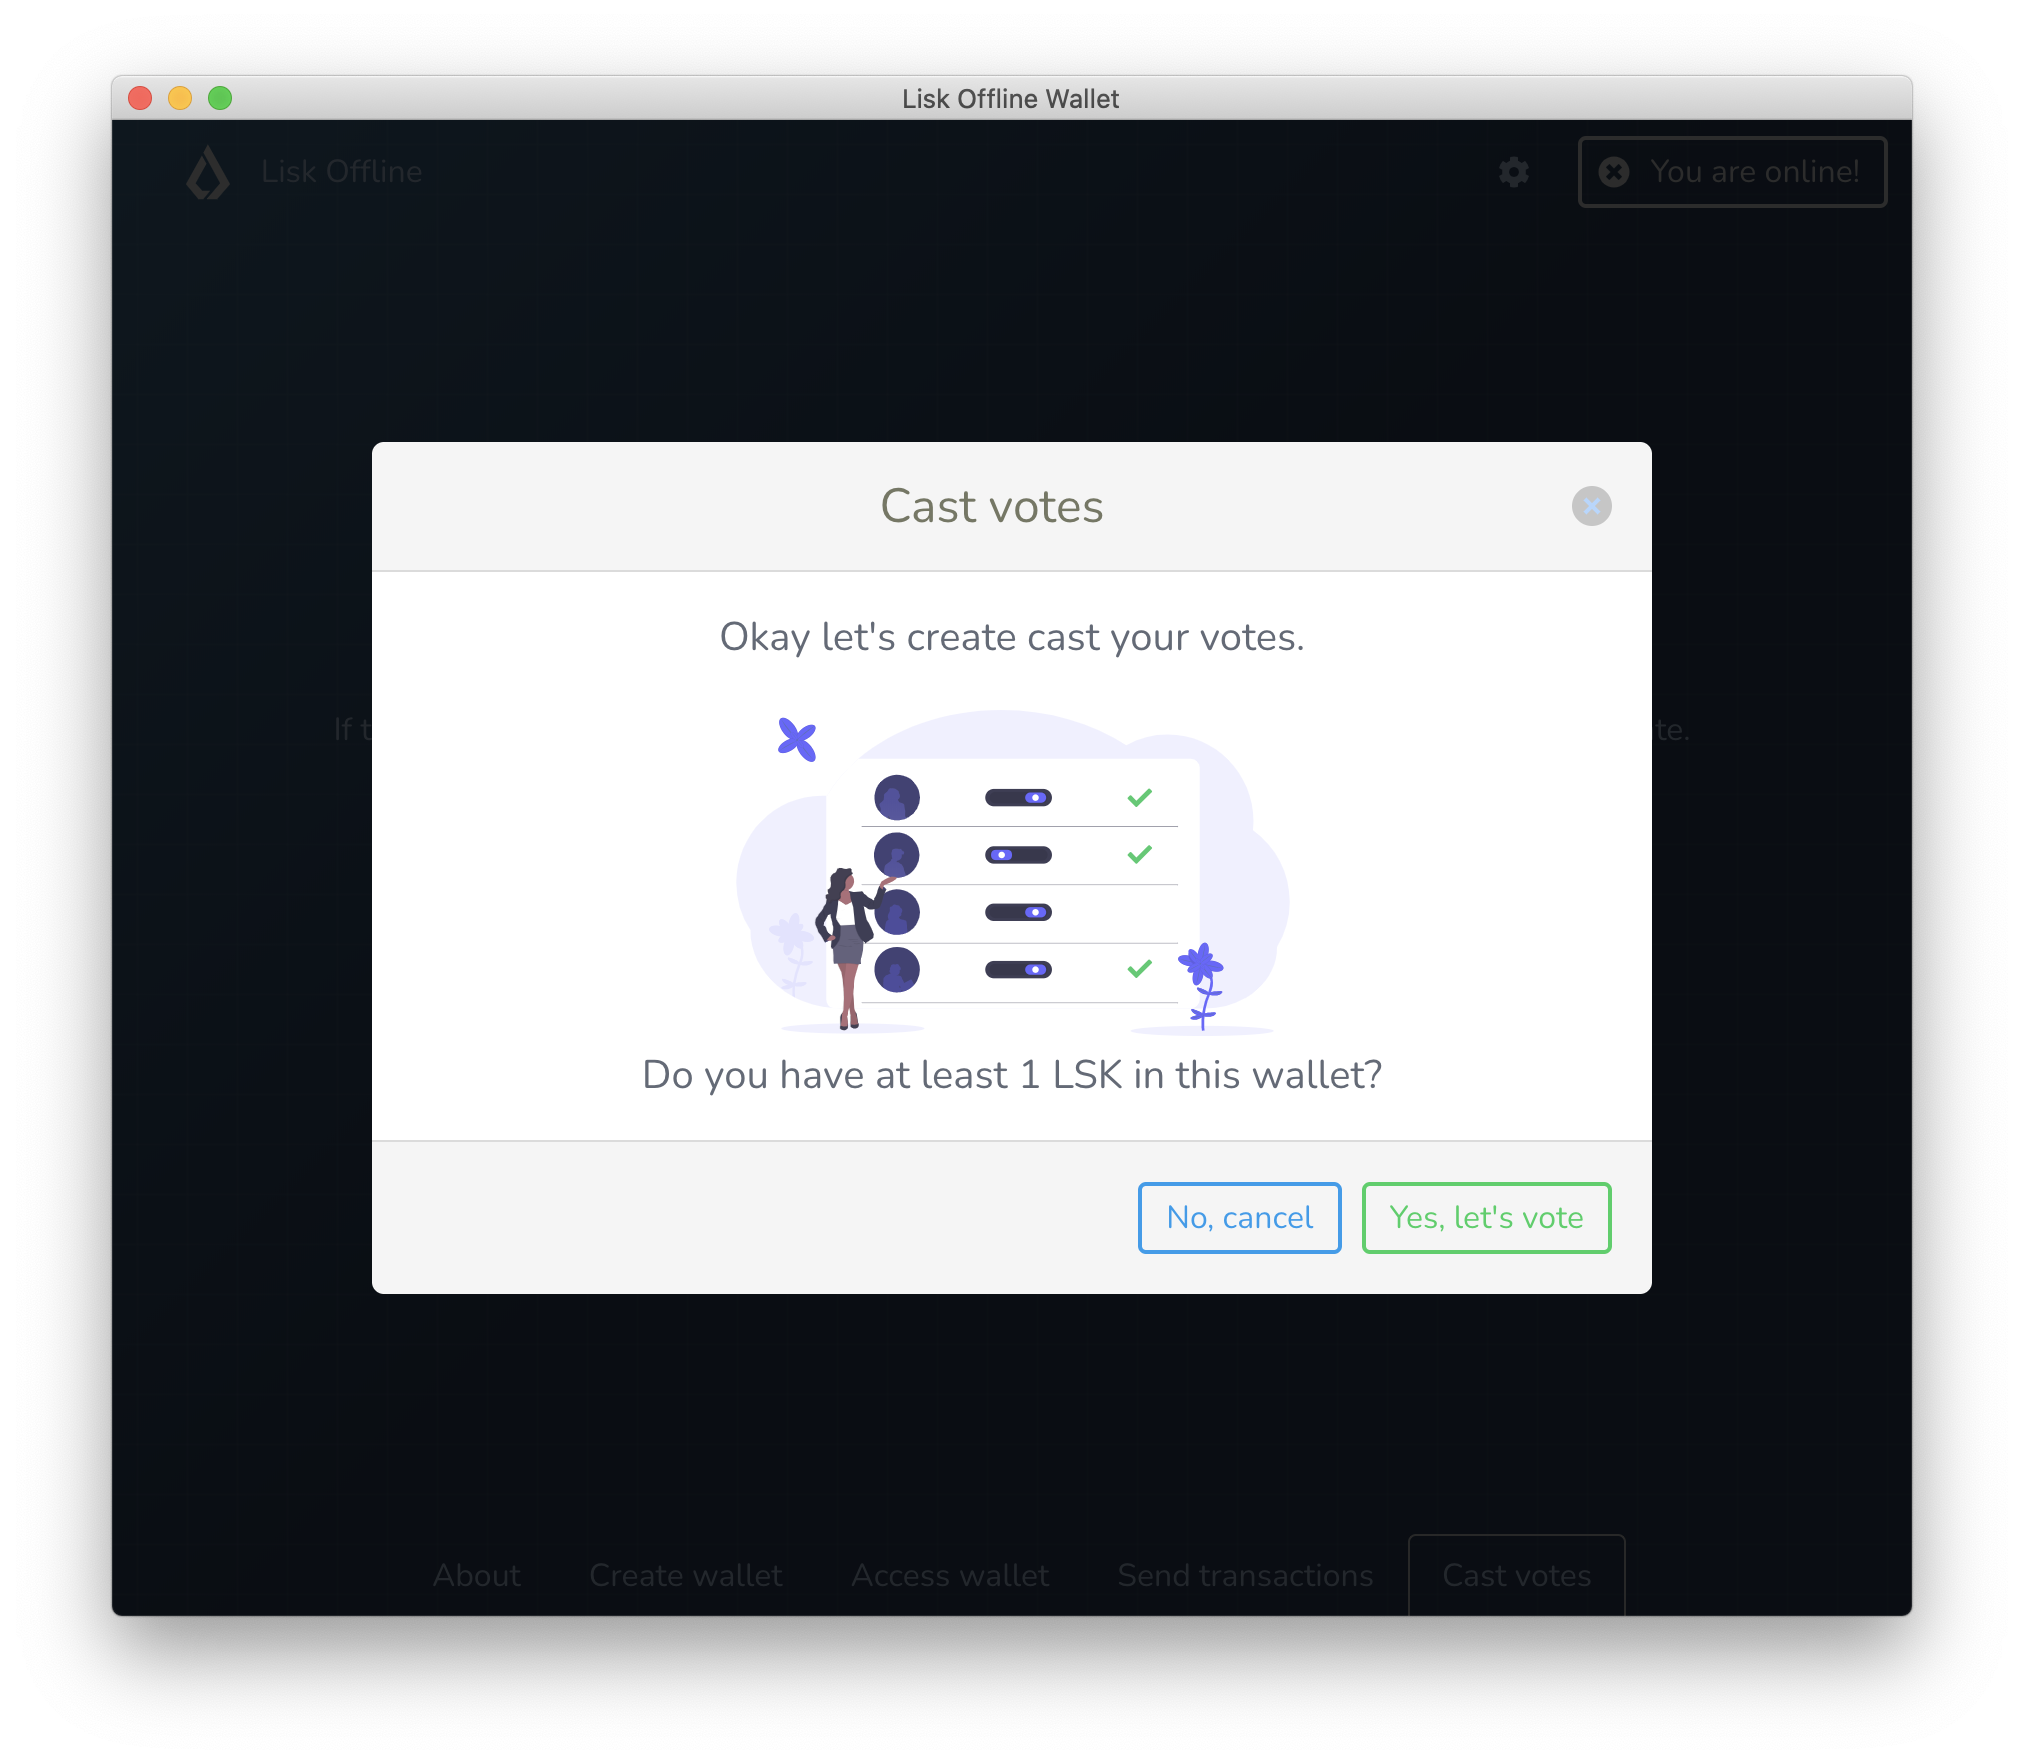 Lisk Offline Wallet
Lisk Offline
You are online!
Cast votes
Okay let's create cast your votes.
If t
te.
Do you have at least 1 LSK in this wallet?
No, cancel
Yes, let's vote
About
Create wallet
Access wallet
Send transactions
Cast votes